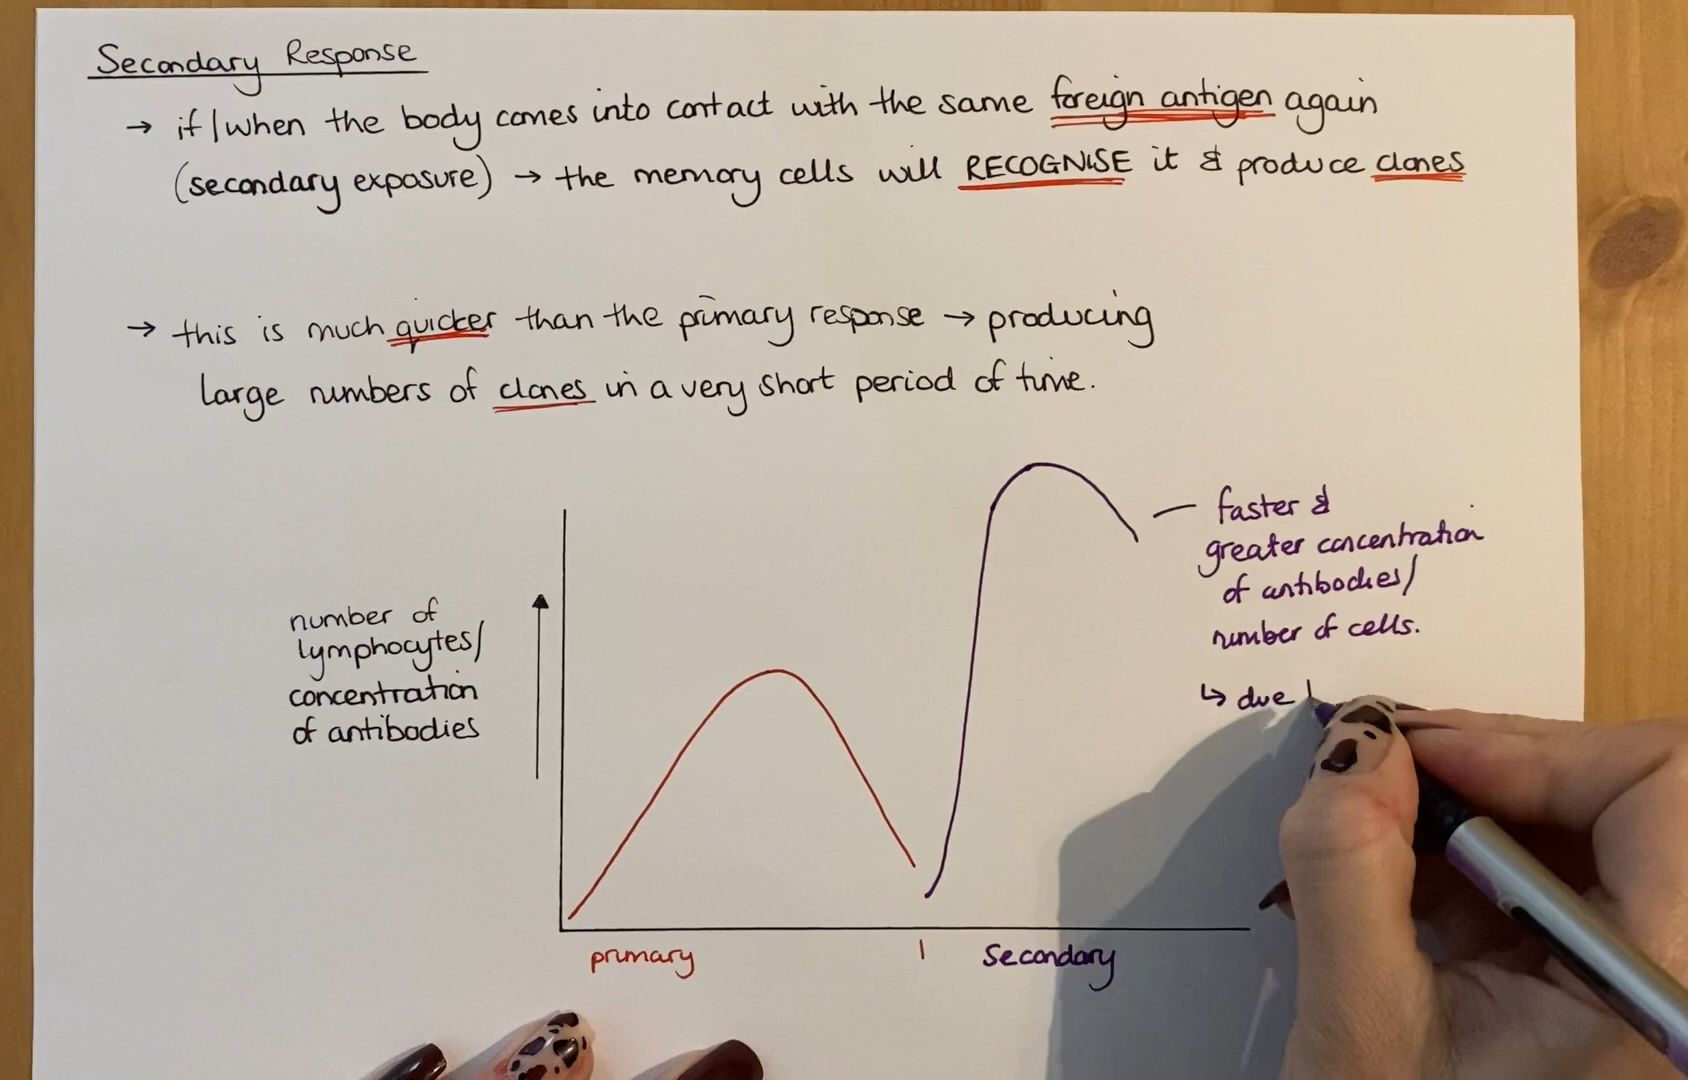 Secondary Response
→ if/when the body comes into contact with the same foreign antigen again
(secondary exposure) → the memory cells will RECOGNISE it & produce clones
→ this is much quicker than the primary response → producing
large numbers of clones in a very short period of time.
number of
lymphocytes/
concentration
of antibodies
faster &
greater concentration
of antibodies/
number of cells.
↳ due
primary
Secondary